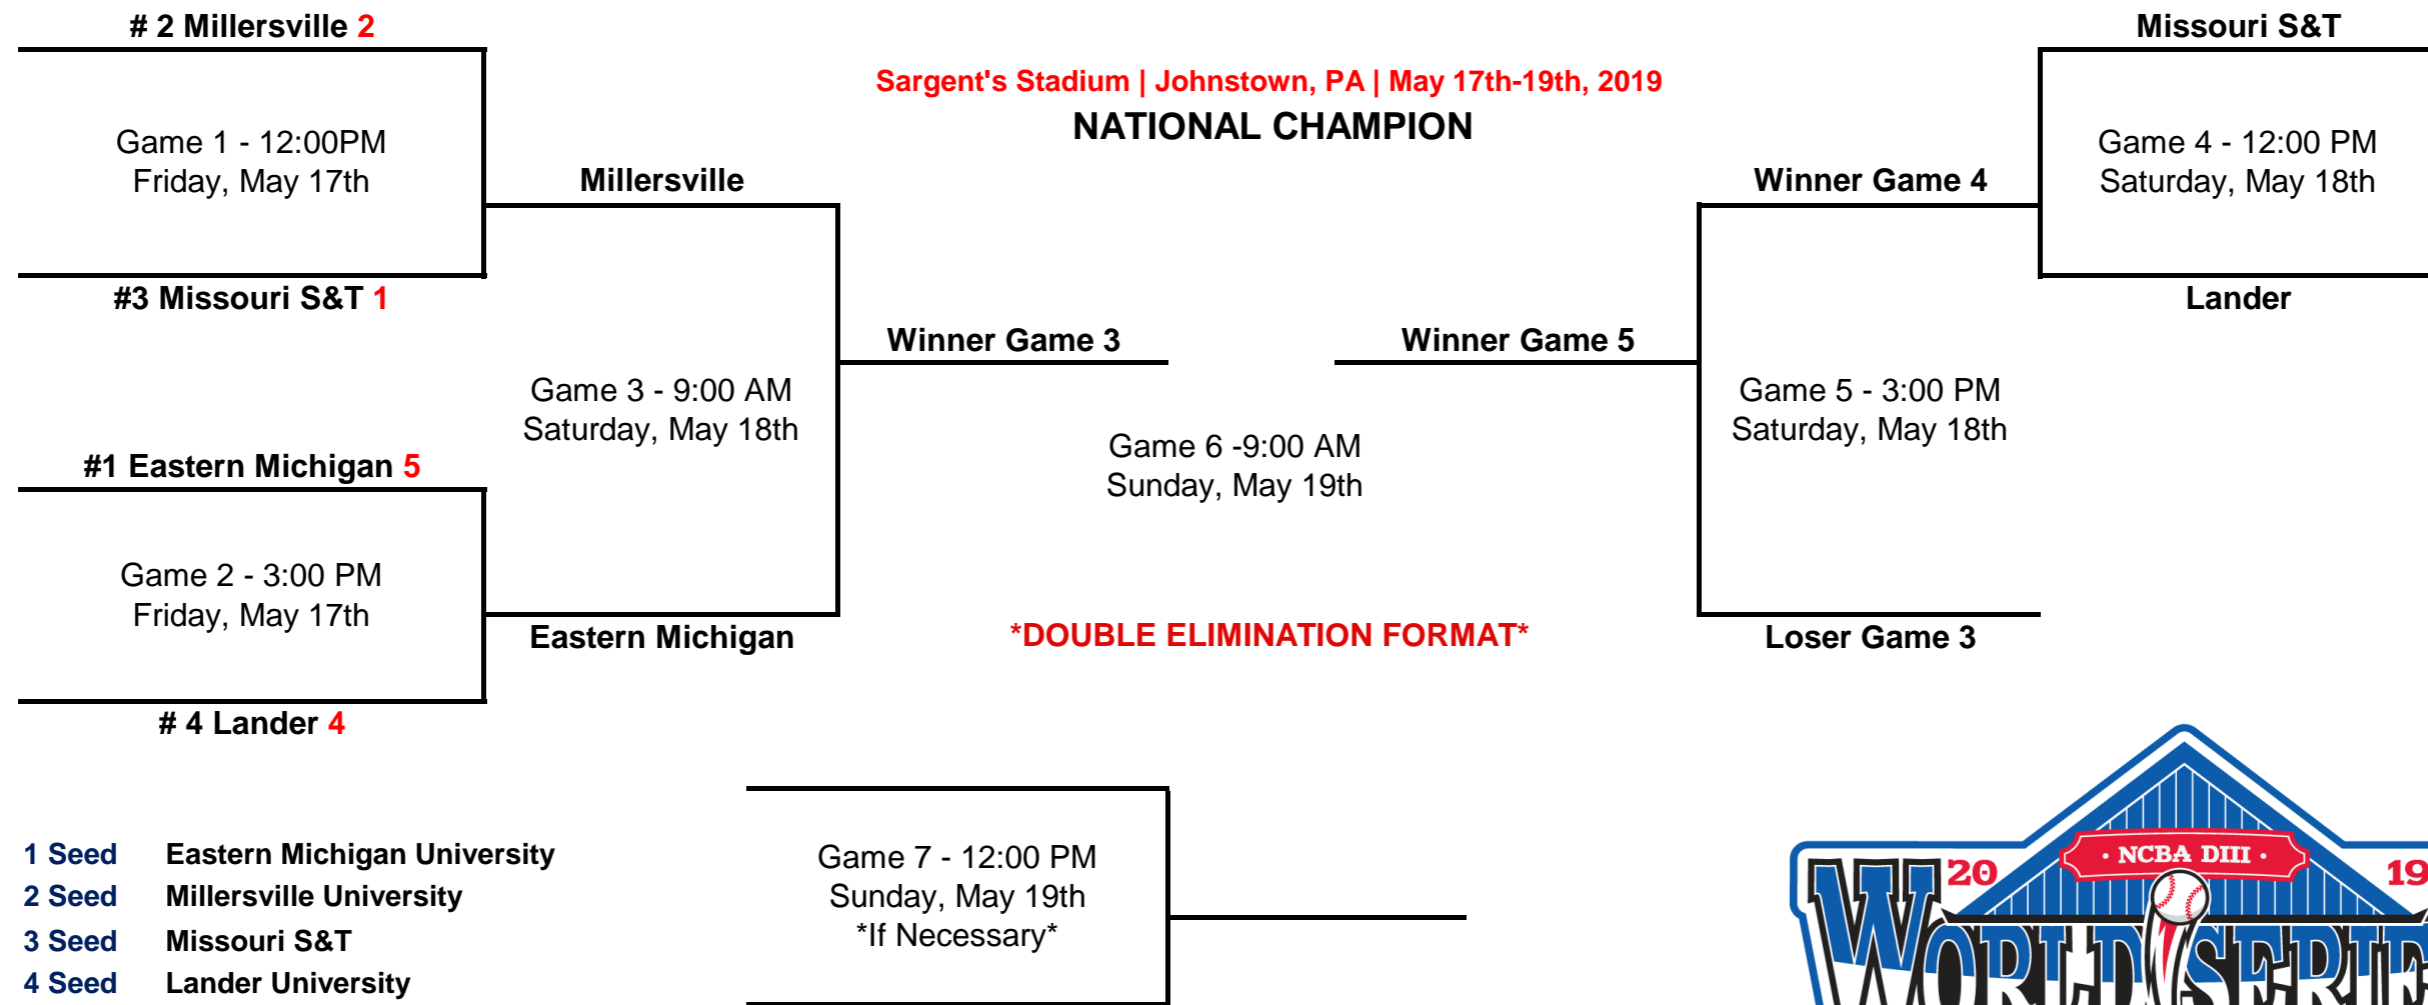 # 2 Millersville 2
Game 1 - 12:00PM
Friday, May 17th
#3 Missouri S&T 1
#1 Eastern Michigan 5
Game 2 - 3:00 PM
Friday, May 17th
# 4 Lander 4
Millersville
Game 3 - 9:00 AM
Saturday, May 18th
Eastern Michigan
Sargent's Stadium | Johnstown, PA | May 17th-19th, 2019
NATIONAL CHAMPION
Winner Game 3
Winner Game 5
Game 6 -9:00 AM
Sunday, May 19th
*DOUBLE ELIMINATION FORMAT*
Winner Game 4
Game 5 - 3:00 PM
Saturday, May 18th
Loser Game 3
Missouri S&T
Game 4 - 12:00 PM
Saturday, May 18th
Lander
1 Seed Eastern Michigan University
2 Seed Millersville University
3 Seed Missouri S&T
4 Seed Lander University
Game 7 - 12:00 PM
Sunday, May 19th
*If Necessary*
NCBA DIII
20 19
WORLD SERIE